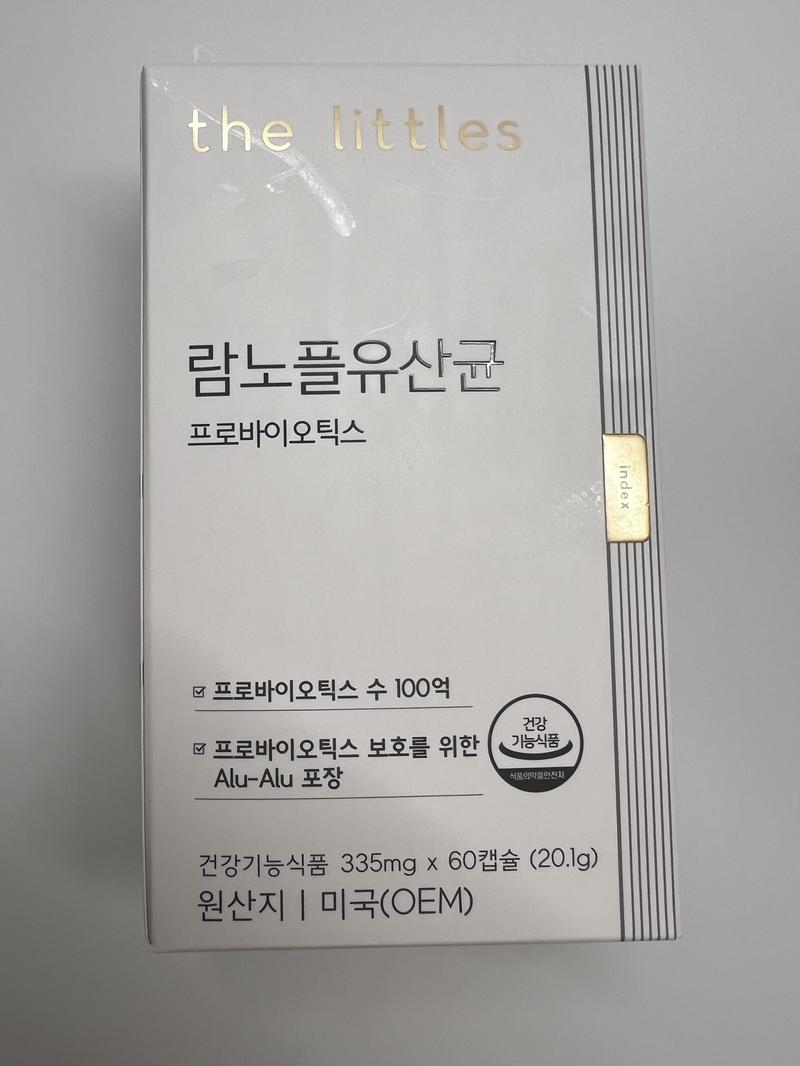 the littles
람노플유산균
프로바이오틱스
index
프로바이오틱스 수 100억
프로바이오틱스 보호를 위한
Alu-Alu 포장
건강
기능식품
식품의약품안전처
건강기능식품 335mg x 60캡슐 (20.1g)
원산지 | 미국(OEM)